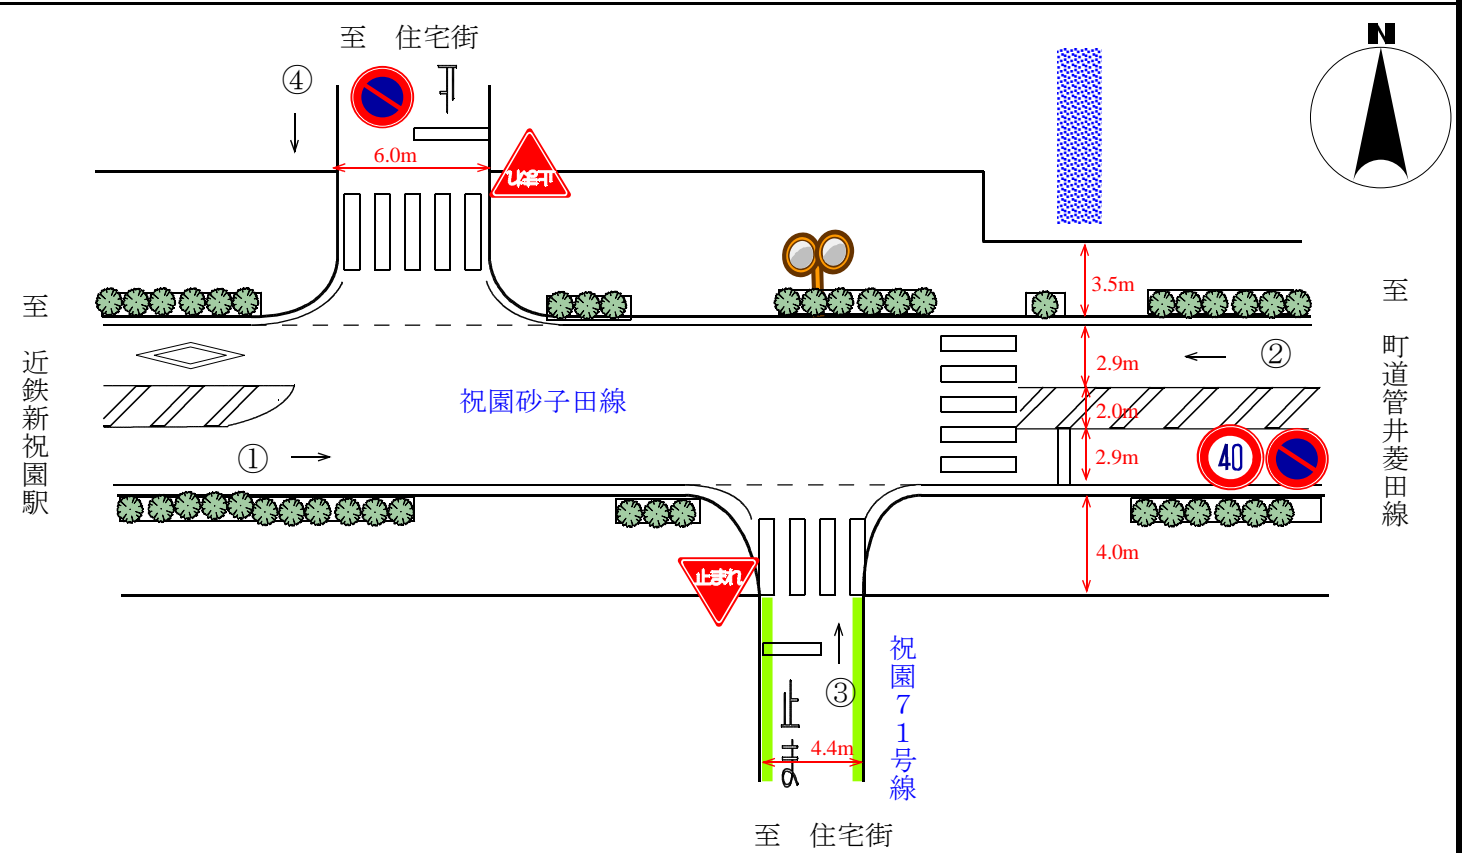 至　住宅街
N
④
6.0m
止まれ
3.5m
至　近鉄新祝園駅
至　町道管井菱田線
②
2.9m
祝園砂子田線
2.0m
①
2.9m
40
4.0m
止まれ
祝園７１号線
③
止ま
4.4m
至　住宅街